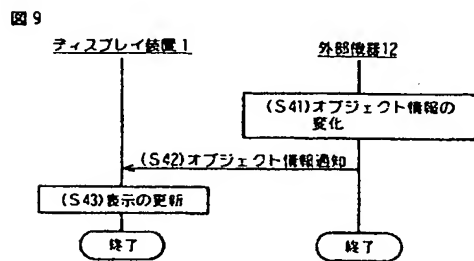 図9
ディスプレイ装置1
外部機器12
(S41)オブジェクト情報の
変化
(S42)オブジェクト情報通知
(S43)表示の更新
終了
終了